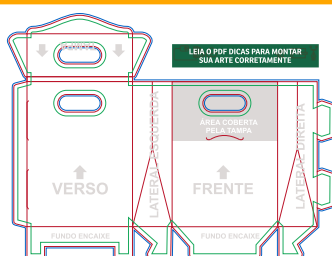 LEIA O PDF DICAS PARA MONTAR
SUA ARTE CORRETAMENTE
LATERAL ESQUERDA
ÁREA COBERTA
PELA TAMPA
LATERAL DIREITA
VERSO
FRENTE
FUNDO ENCAIXE
FUNDO ENCAIXE